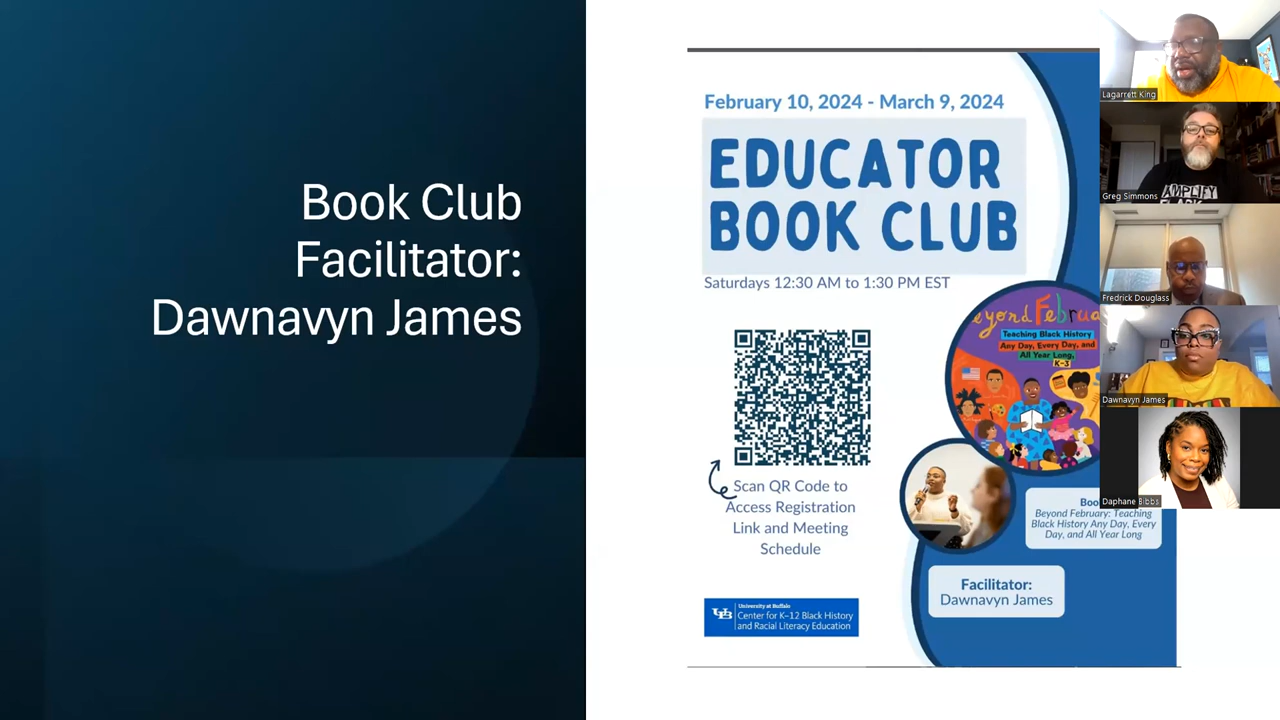 Book Club
Facilitator:
Dawnavyn James
February 10, 2024 - March 9, 2024
EDUCATOR
BOOK CLUB
Saturdays 12:30 AM to 1:30 PM EST
Teaching Black History
Any Day, Every Day, and
All Year Long,
K-3
Scan QR Code to
Access Registration
Link and Meeting
Schedule
Beyond February: Teaching
Black History Any Day, Every
Day, and All Year Long
Facilitator:
Dawnavyn James
UB
University at Buffalo
Center for K-12 Black History
and Racial Literacy Education
Lagarrett King
AMPLIFY
Greg Simmons
Fredrick Douglass
Dawnavyn James
Daphane Bibbs